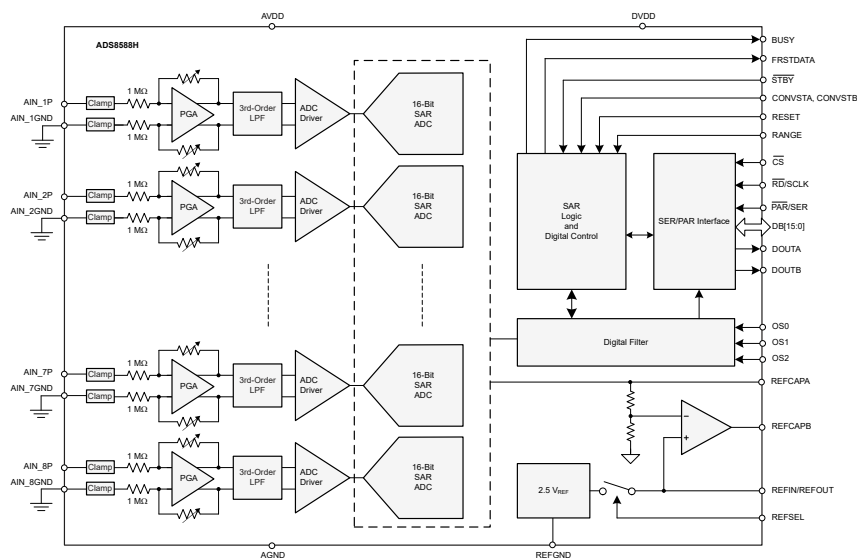 AVDD
DVDD
ADS8588H
BUSY
FRSTDATA
STBY
CONVSTA, CONVSTB
RESET
RANGE
CS
RD/SCLK
PAR/SER
DB[15:0]
DOUTA
DOUTB
OS0
OS1
OS2
REFCAPA
REFCAPB
REFIN/REFOUT
REFSEL
AIN_1P
AIN_1GND
Clamp
Clamp
1 MΩ
1 MΩ
PGA
3rd-Order
LPF
ADC
Driver
16-Bit
SAR
ADC
AIN_2P
AIN_2GND
Clamp
Clamp
1 MΩ
1 MΩ
PGA
3rd-Order
LPF
ADC
Driver
16-Bit
SAR
ADC
AIN_7P
AIN_7GND
Clamp
Clamp
1 MΩ
1 MΩ
PGA
3rd-Order
LPF
ADC
Driver
16-Bit
SAR
ADC
AIN_8P
AIN_8GND
Clamp
Clamp
1 MΩ
1 MΩ
PGA
3rd-Order
LPF
ADC
Driver
16-Bit
SAR
ADC
SAR
Logic
and
Digital Control
SER/PAR Interface
Digital Filter
−
+
2.5 VREF
AGND
REFGND